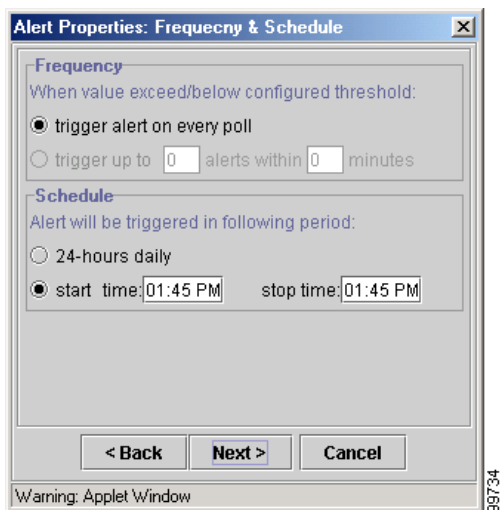 Alert Properties: Frequecny & Schedule
Frequency
When value exceed/below configured threshold:
trigger alert on every poll
trigger up to 0 alerts within 0 minutes
Schedule
Alert will be triggered in following period:
24-hours daily
start time: 01:45 PM stop time: 01:45 PM
< Back Next > Cancel
Warning: Applet Window
99734